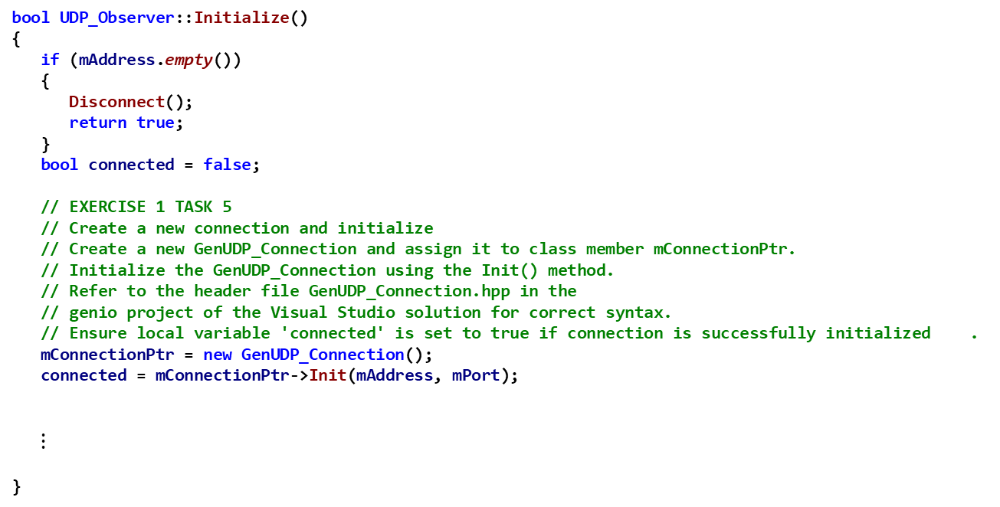 bool UDP_Observer::Initialize()
{
if (mAddress.empty())
{
Disconnect();
return true;
}
bool connected = false;
// EXERCISE 1 TASK 5
// Create a new connection and initialize
// Create a new GenUDP_Connection and assign it to class member mConnectionPtr.
// Initialize the GenUDP_Connection using the Init() method.
// Refer to the header file GenUDP_Connection.hpp in the
// genio project of the Visual Studio solution for correct syntax.
// Ensure local variable 'connected' is set to true if connection is successfully initialized .
mConnectionPtr = new GenUDP_Connection();
connected = mConnectionPtr->Init(mAddress, mPort);
⋮
}